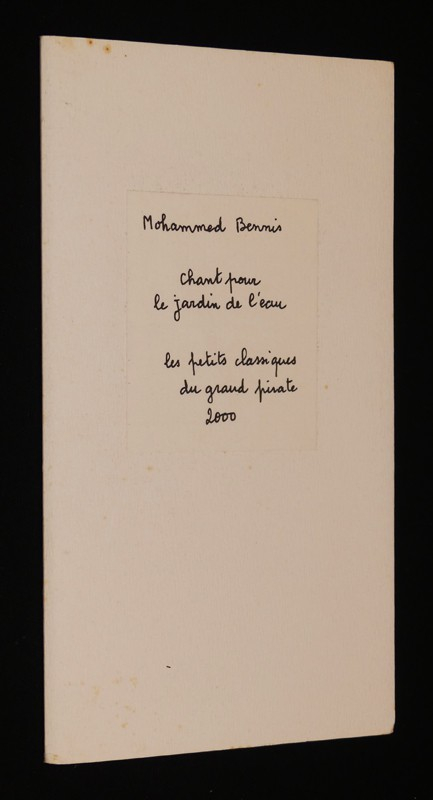 Mohammed Bennis
Chant pour
le jardin de l'eau
les petits classiques
du grand pirate
2000